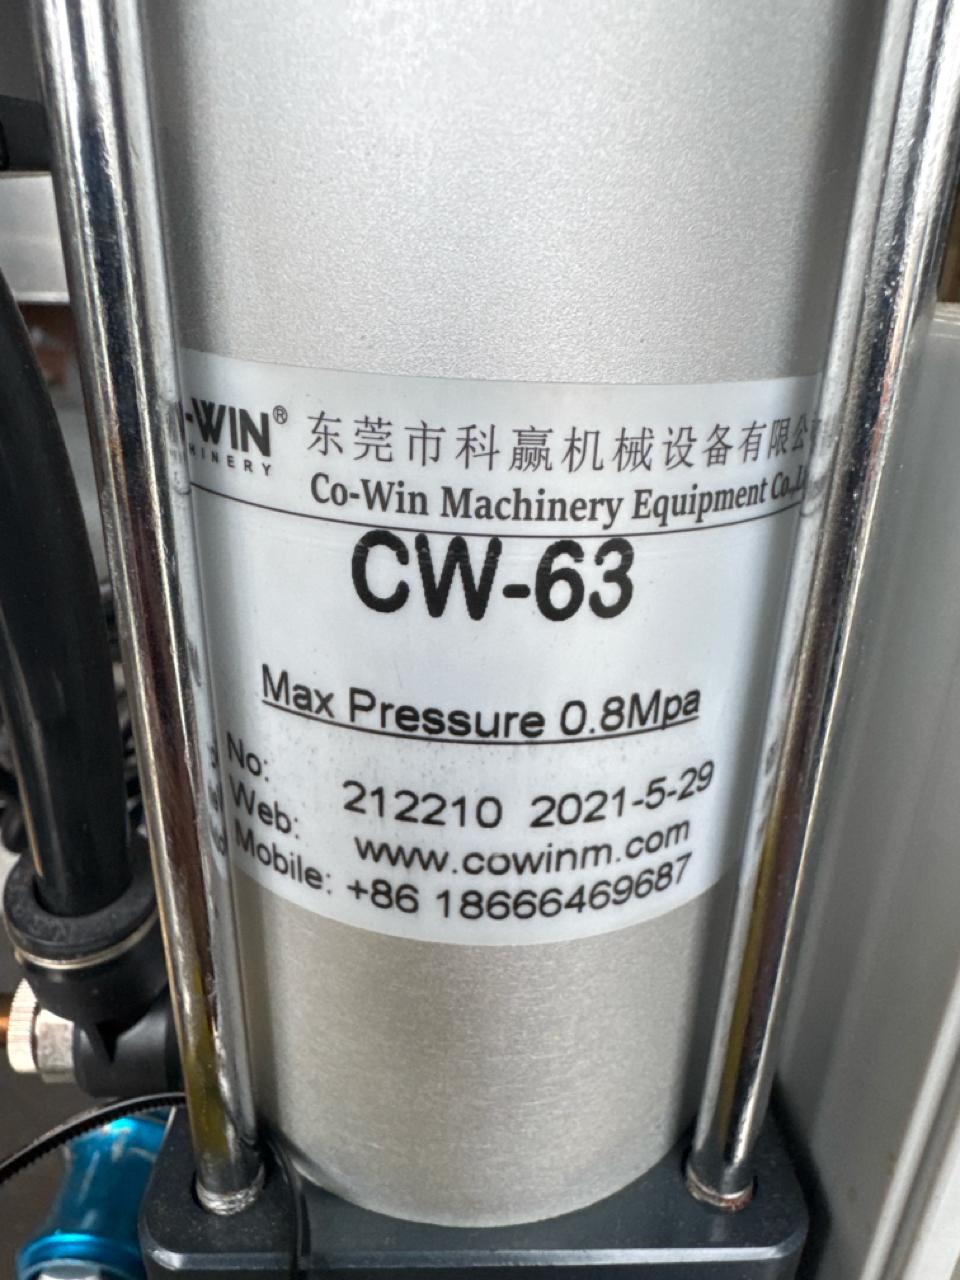 -WIN® 东莞市科赢机械设备有限公
HINERY Co-Win Machinery Equipment Co.,L
CW-63
Max Pressure 0.8Mpa
No: 212210 2021-5-29
Web: www.cowinm.com
Mobile: +86 18666469687